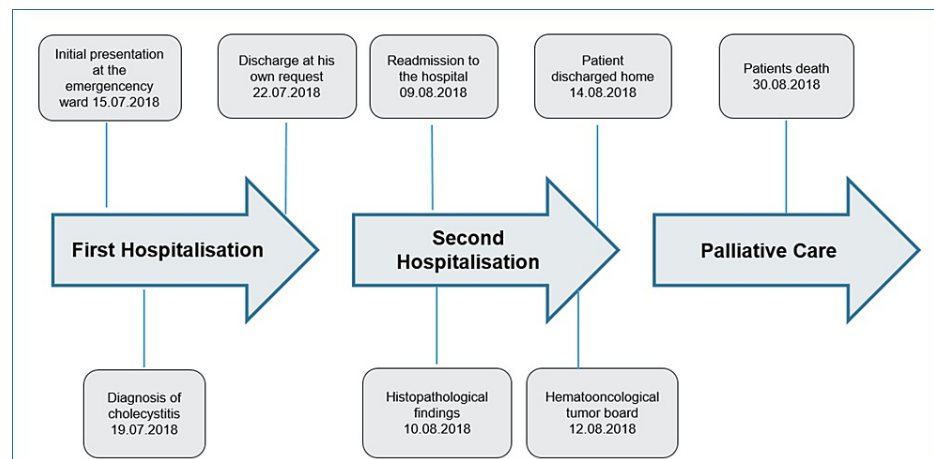 Initial presentation
at the
emergencency
ward 15.07.2018
Discharge at his
own request
22.07.2018
Readmission to
the hospital
09.08.2018
Patient
discharged home
14.08.2018
Patients death
30.08.2018
First Hospitalisation
Second
Hospitalisation
Palliative Care
Diagnosis of
cholecystitis
19.07.2018
Histopathological
findings
10.08.2018
Hematooncological
tumor board
12.08.2018